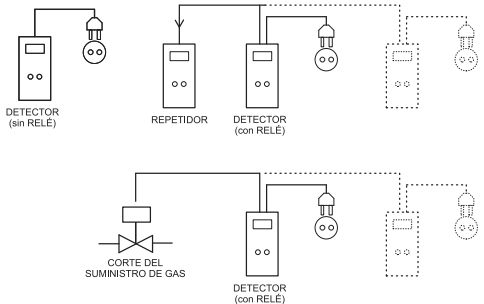 DETECTOR
(sin RELÉ)
REPETIDOR
DETECTOR
(con RELÉ)
CORTE DEL
SUMINISTRO DE GAS
DETECTOR
(con RELÉ)